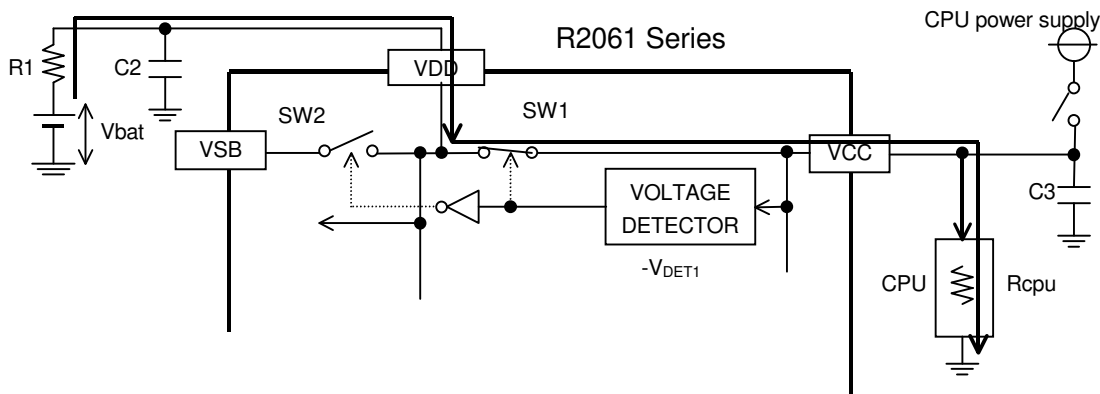 CPU power supply
R2061 Series
R1
C2
VDD
Vbat
SW2
SW1
VSB
VCC
VOLTAGE
DETECTOR
-VDET1
C3
CPU
Rcpu